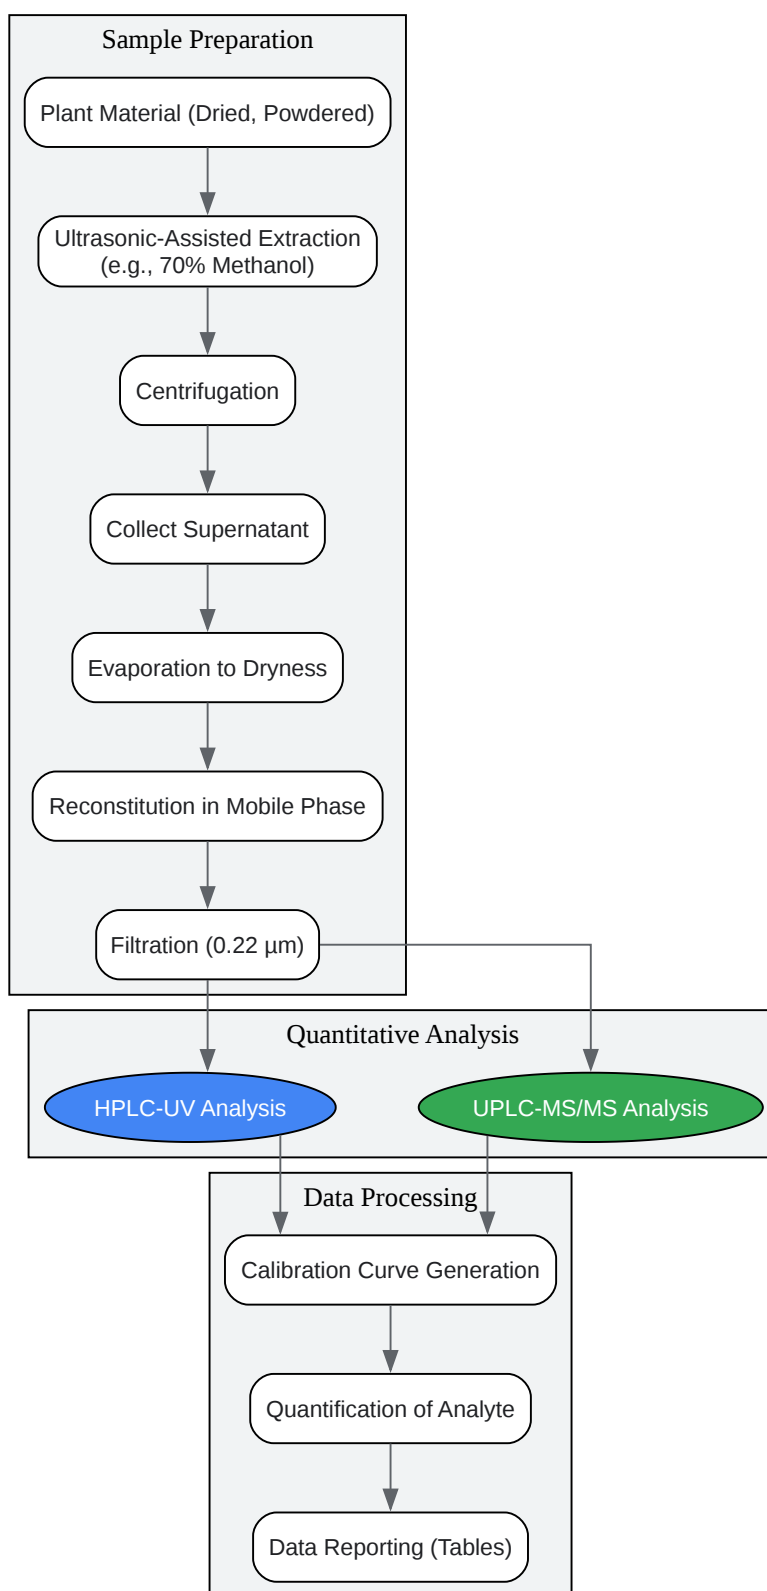 Sample Preparation
Plant Material (Dried, Powdered)
Ultrasonic-Assisted Extraction
(e.g., 70% Methanol)
Centrifugation
Collect Supernatant
Evaporation to Dryness
Reconstitution in Mobile Phase
Filtration (0.22 µm)
Quantitative Analysis
HPLC-UV Analysis
UPLC-MS/MS Analysis
Data Processing
Calibration Curve Generation
Quantification of Analyte
Data Reporting (Tables)